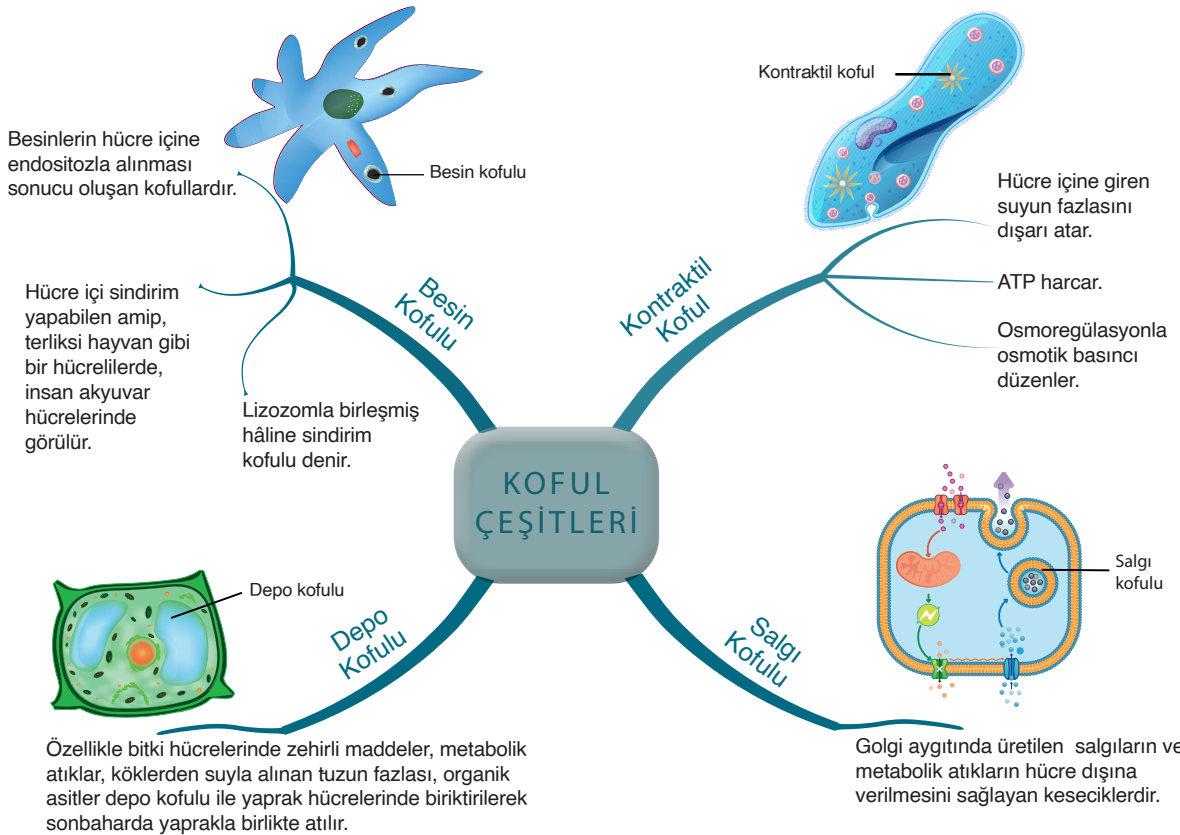 Kontraktil koful
Besinlerin hücre içine
endositozla alınması
sonucu oluşan kofullardır.
Besin kofulu
Hücre içine giren
suyun fazlasını
dışarı atar.
ATP harcar.
Osmoregülasyonla
osmotik basıncı
düzenler.
Hücre içi sindirim
yapabilen amip,
terliksi hayvan gibi
bir hücrelilerde,
insan akyuvar
hücrelerinde
görülür.
Lizozomla birleşmiş
hâline sindirim
kofulu denir.
Besin
Kofulu
Kontraktil
Koful
KOFUL
ÇEŞİTLERİ
Depo kofulu
Salgı
kofulu
Depo
Kofulu
Salgı
Kofulu
Özellikle bitki hücrelerinde zehirli maddeler, metabolik
atıklar, köklerden suyla alınan tuzun fazlası, organik
asitler depo kofulu ile yaprak hücrelerinde biriktirilerek
sonbaharda yaprakla birlikte atılır.
Golgi aygıtında üretilen salgıların ve
metabolik atıkların hücre dışına
verilmesini sağlayan keseciklerdir.